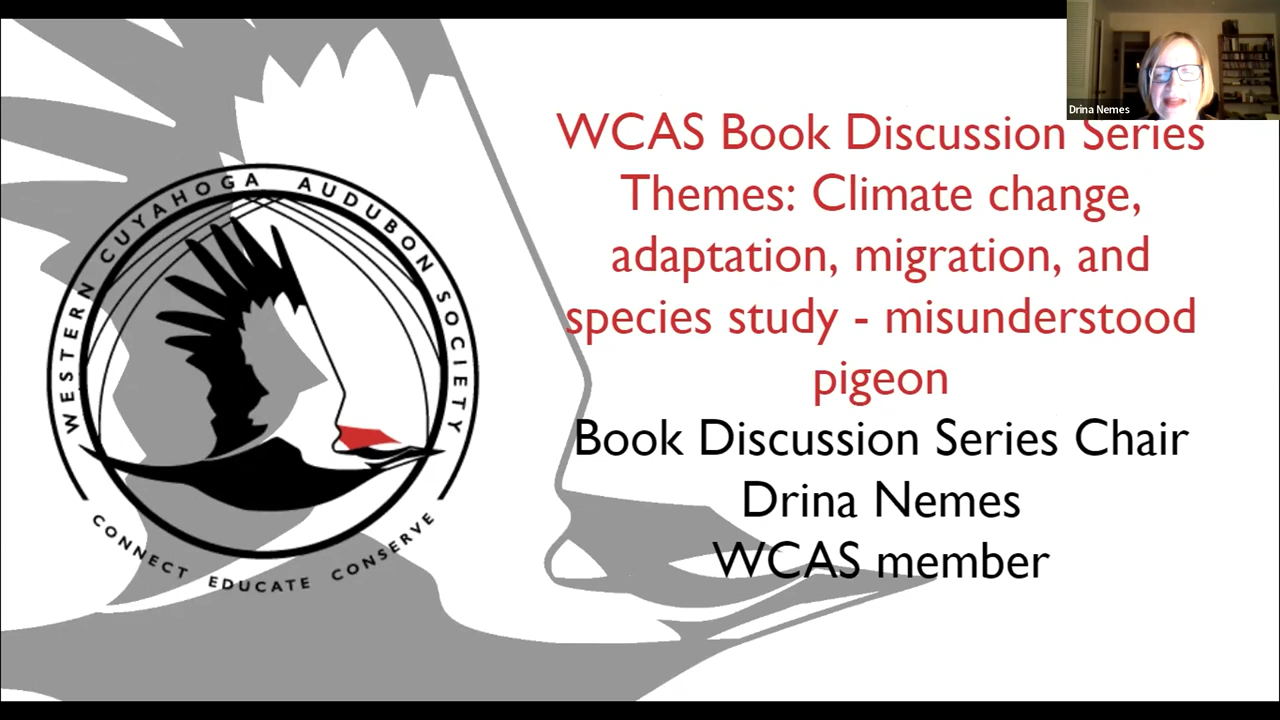 Drina Nemes
WCAS Book Discussion Series
Themes: Climate change,
adaptation, migration, and
species study - misunderstood
pigeon
Book Discussion Series Chair
Drina Nemes
WCAS member
WESTERN CUYAHOGA AUDUBON SOCIETY
CONNECT EDUCATE CONSERVE